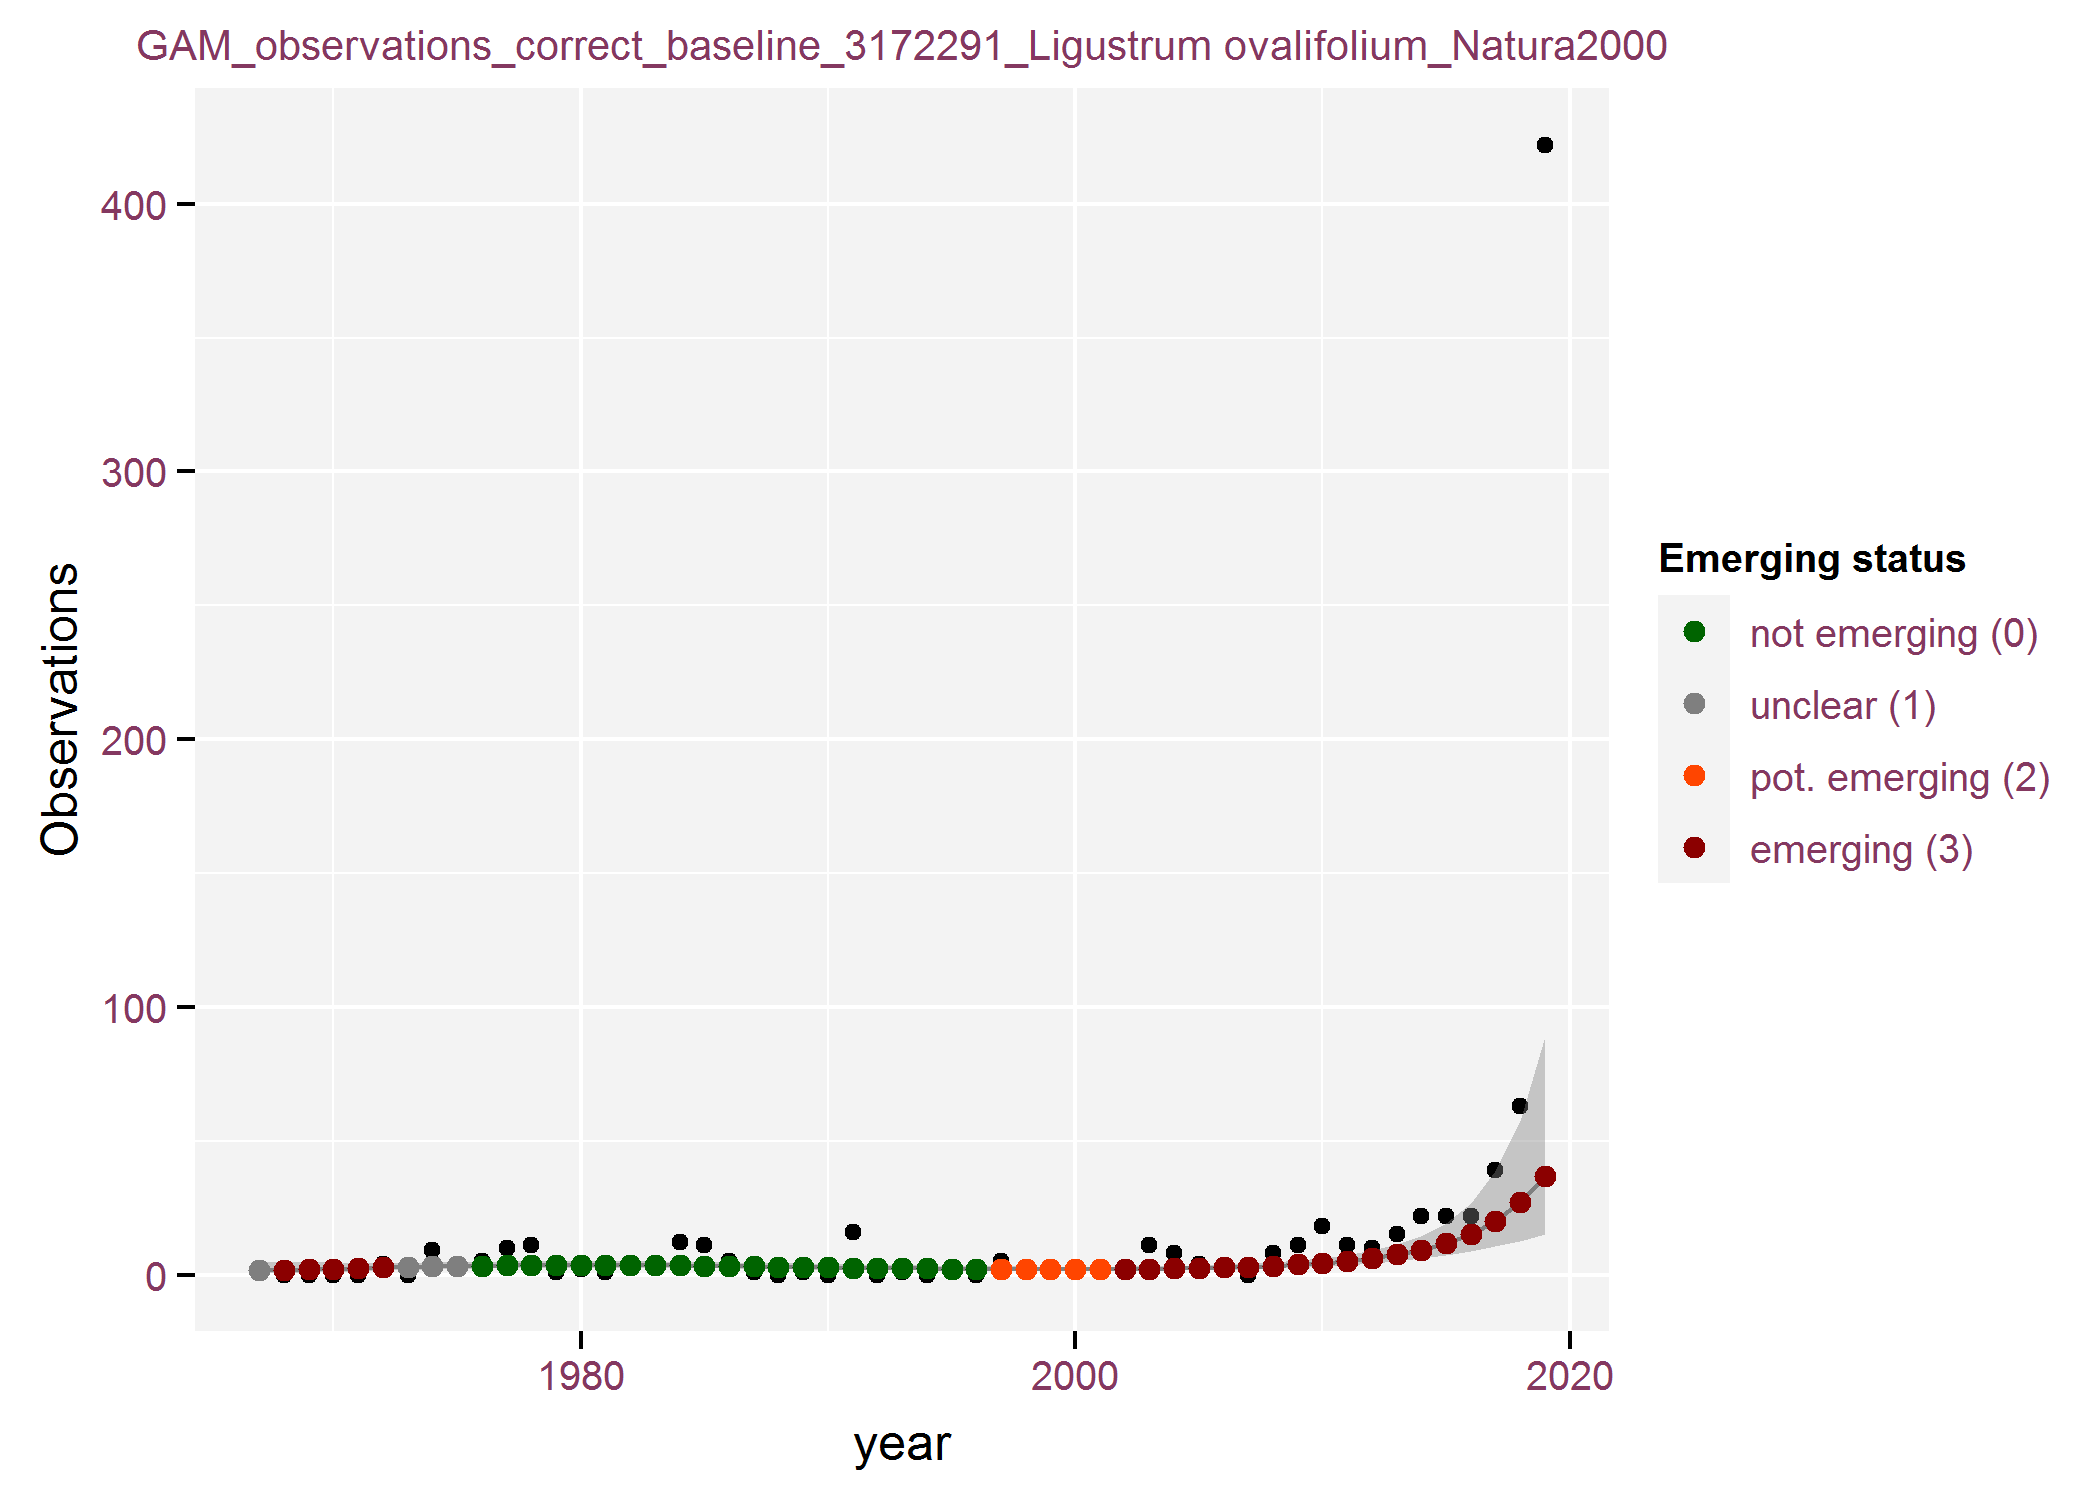 GAM_observations_correct_baseline_3172291_Ligustrum ovalifolium_Natura2000
400
300
200
100
0
Observations
1980
2000
2020
year
Emerging status
not emerging (0)
unclear (1)
pot. emerging (2)
emerging (3)